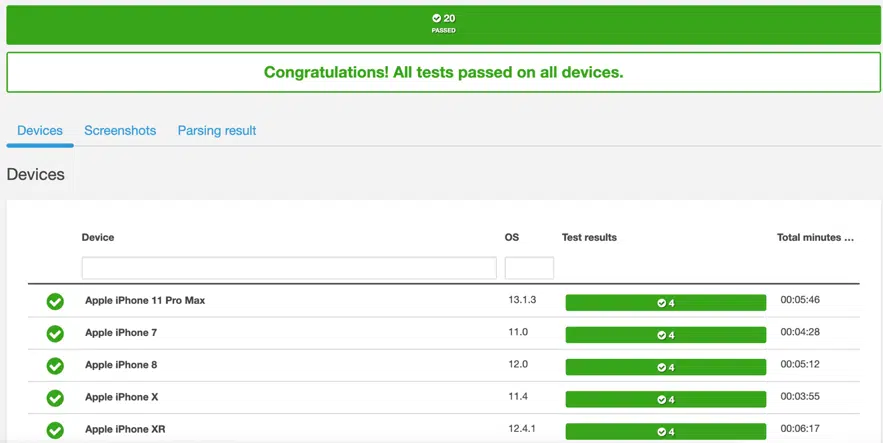 20
PASSED
Congratulations! All tests passed on all devices.
Devices Screenshots Parsing result
Devices
Device OS Test results Total minutes ...
Apple iPhone 11 Pro Max 13.1.3 4 00:05:46
Apple iPhone 7 11.0 4 00:04:28
Apple iPhone 8 12.0 4 00:05:12
Apple iPhone X 11.4 4 00:03:55
Apple iPhone XR 12.4.1 4 00:06:17